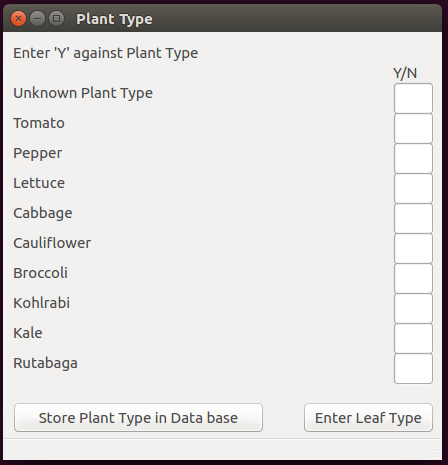 Plant Type
Enter 'Y' against Plant Type
Y/N
Unknown Plant Type
Tomato
Pepper
Lettuce
Cabbage
Cauliflower
Broccoli
Kohlrabi
Kale
Rutabaga
Store Plant Type in Data base
Enter Leaf Type